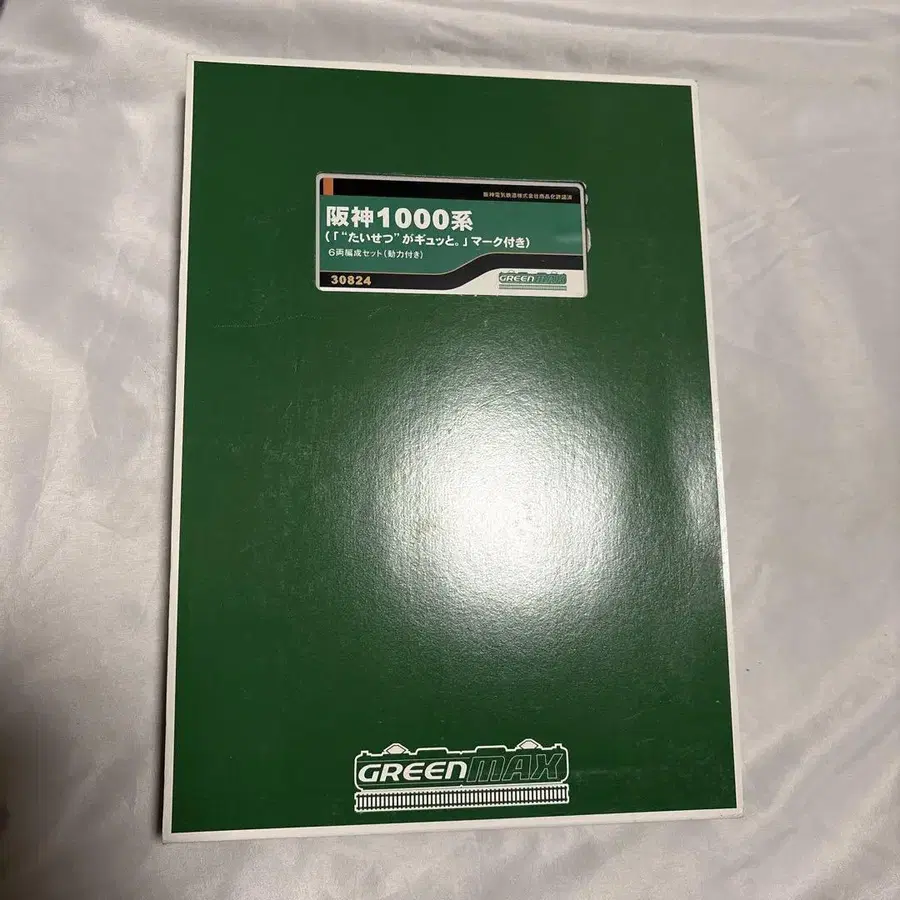 阪神電気鉄道株式会社商品化許諾済
阪神1000系
(「“たいせつ”がギュッと。」マーク付き)
6両編成セット(動力付き)
30824
GREENMAX
GREENMAX